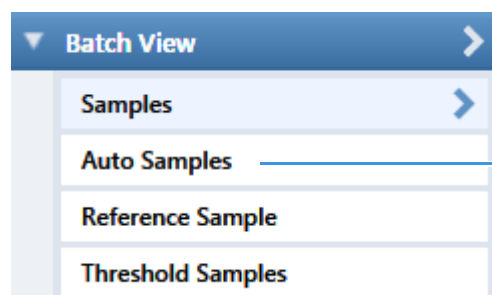 Batch View
Samples
Auto Samples
Reference Sample
Threshold Samples